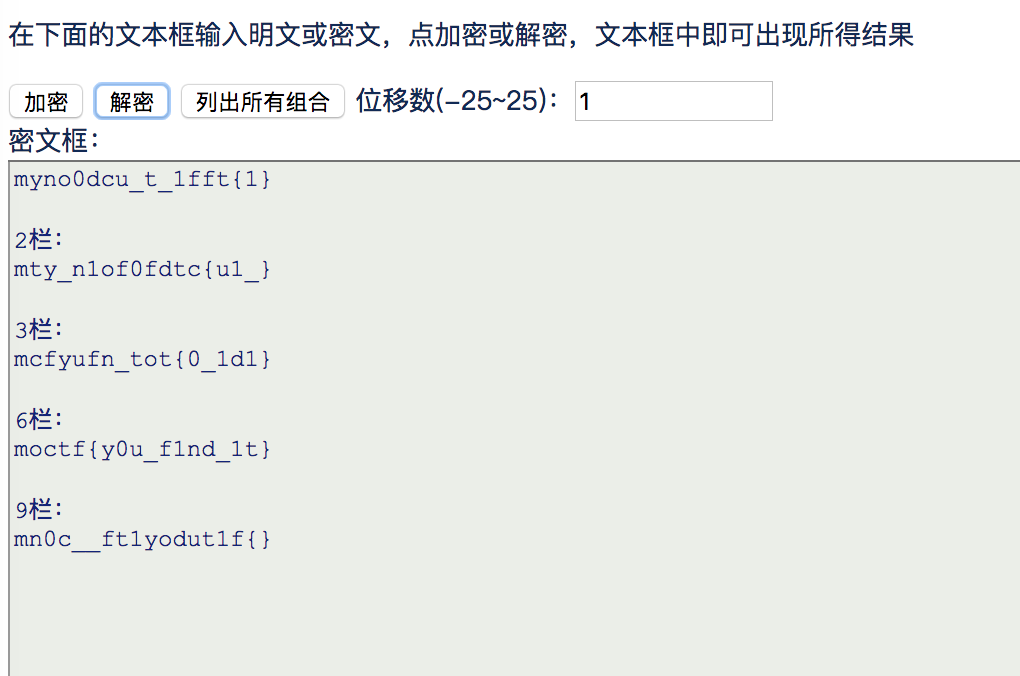 在下面的文本框输入明文或密文，点加密或解密，文本框中即可出现所得结果
加密 解密 列出所有组合 位移数(-25~25)： 1
密文框：
myno0dcu_t_1fft{1}
2栏：
mty_n1of0fdtc{u1_}
3栏：
mcfyufn_tot{0_1d1}
6栏：
moctf{y0u_f1nd_1t}
9栏：
mn0c__ft1yodut1f{}